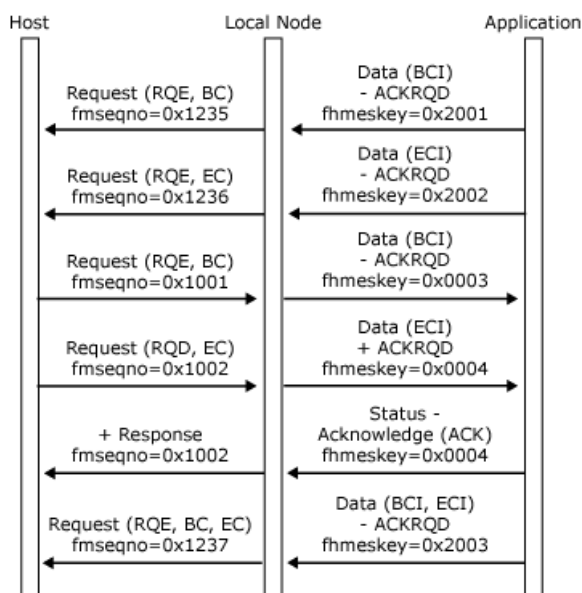 Host
Local Node
Application
Request (RQE, BC)
fmseqno=0x1235
Data (BCI)
- ACKRQD
fhmeskey=0x2001
Request (RQE, EC)
fmseqno=0x1236
Data (ECI)
- ACKRQD
fhmeskey=0x2002
Request (RQE, BC)
fmseqno=0x1001
Data (BCI)
- ACKRQD
fhmeskey=0x0003
Request (RQD, EC)
fmseqno=0x1002
Data (ECI)
+ ACKRQD
fhmeskey=0x0004
+ Response
fmseqno=0x1002
Status -
Acknowledge (ACK)
fhmeskey=0x0004
Request (RQE, BC, EC)
fmseqno=0x1237
Data (BCI, ECI)
- ACKRQD
fhmeskey=0x2003